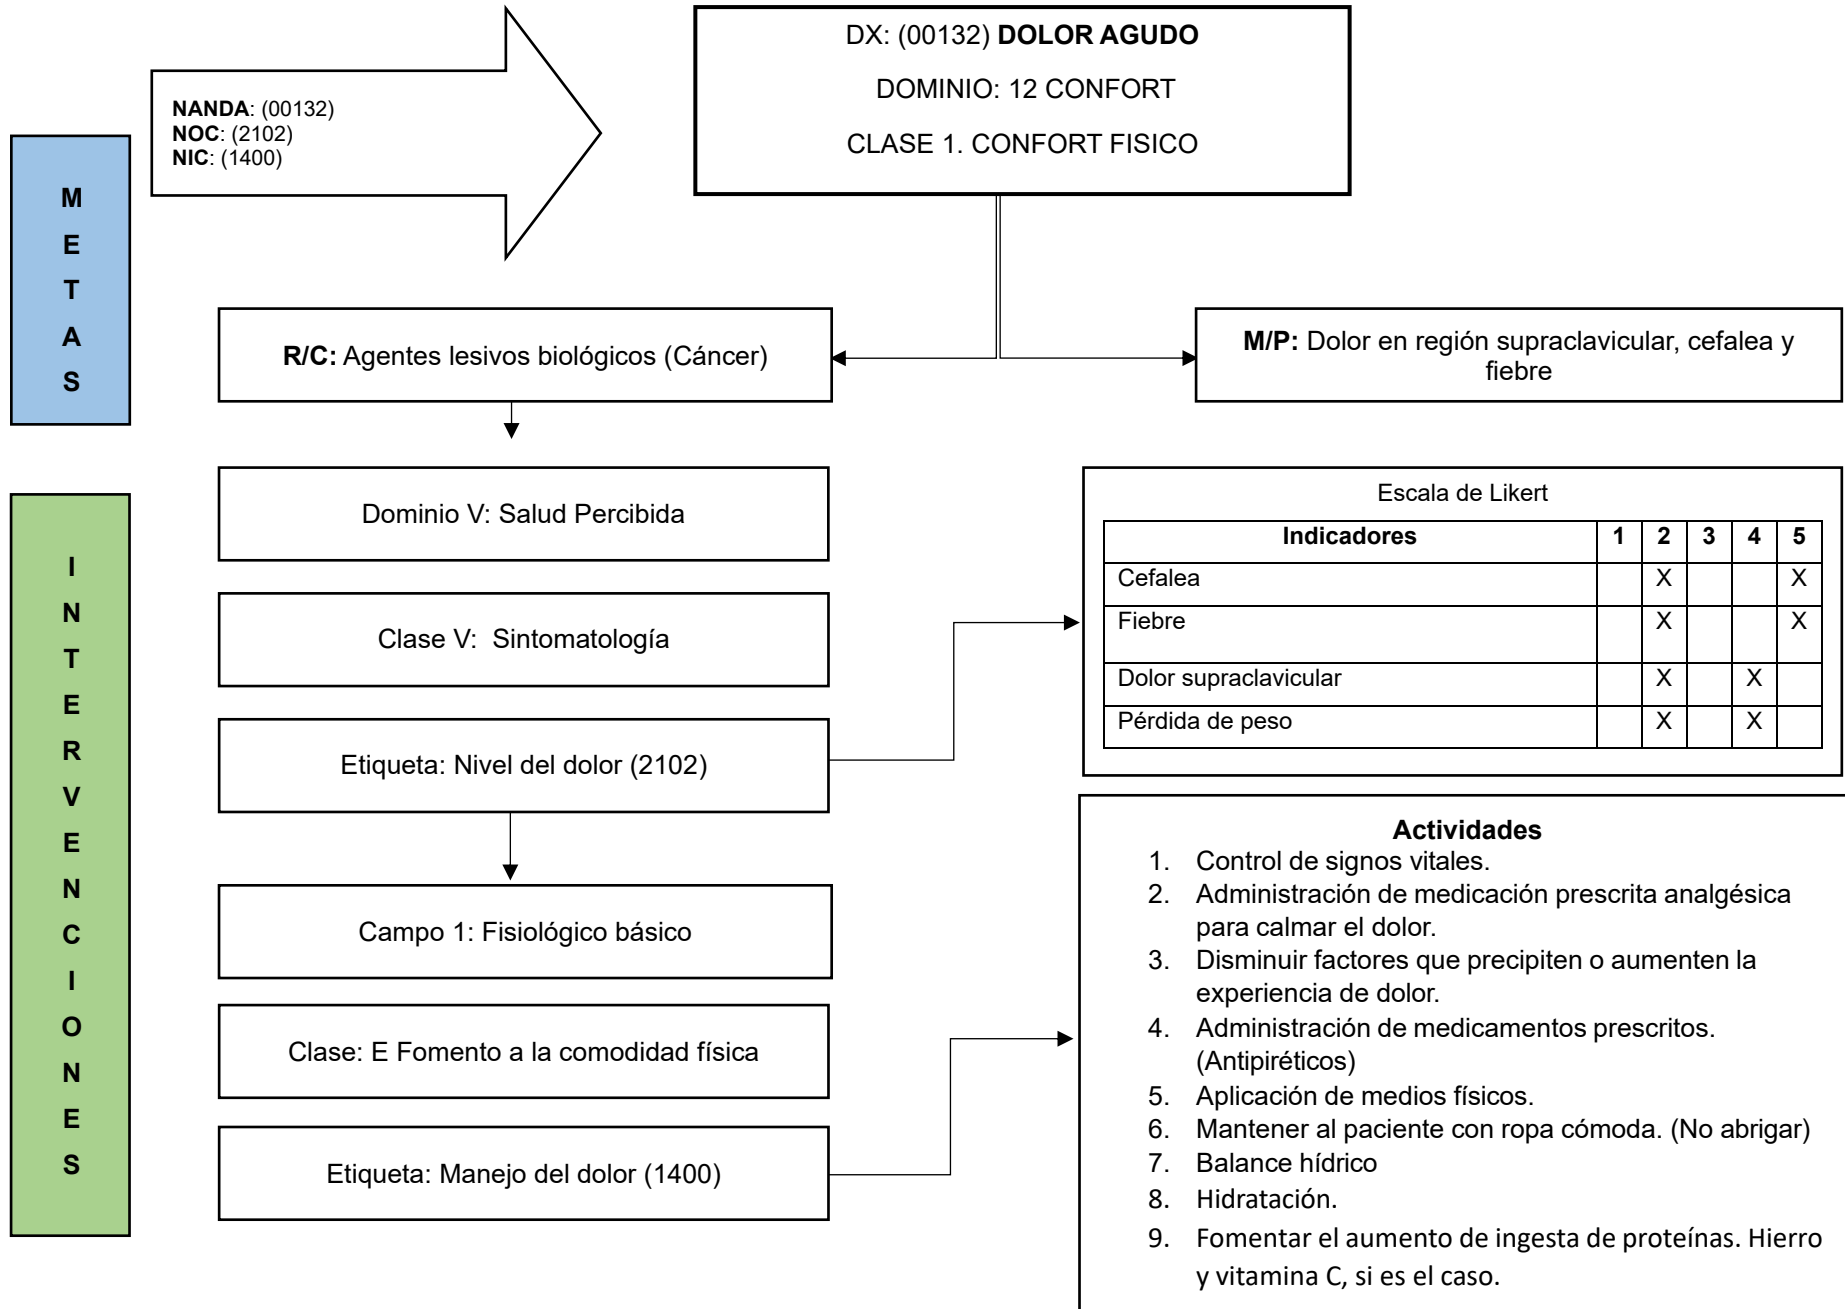 NANDA: (00132)
NOC: (2102)
NIC: (1400)
DX: (00132) DOLOR AGUDO
DOMINIO: 12 CONFORT
CLASE 1. CONFORT FISICO
M
E
T
A
S
R/C: Agentes lesivos biológicos (Cáncer)
M/P: Dolor en región supraclavicular, cefalea y
fiebre
I
N
T
E
R
V
E
N
C
I
O
N
E
S
Dominio V: Salud Percibida
Clase V: Sintomatología
Etiqueta: Nivel del dolor (2102)
Escala de Likert
Indicadores 1 2 3 4 5
Cefalea X X
Fiebre X X
Dolor supraclavicular X X
Pérdida de peso X X
Campo 1: Fisiológico básico
Clase: E Fomento a la comodidad física
Etiqueta: Manejo del dolor (1400)
Actividades
1. Control de signos vitales.
2. Administración de medicación prescrita analgésica
para calmar el dolor.
3. Disminuir factores que precipiten o aumenten la
experiencia de dolor.
4. Administración de medicamentos prescritos.
(Antipiréticos)
5. Aplicación de medios físicos.
6. Mantener al paciente con ropa cómoda. (No abrigar)
7. Balance hídrico
8. Hidratación.
9. Fomentar el aumento de ingesta de proteínas. Hierro
y vitamina C, si es el caso.